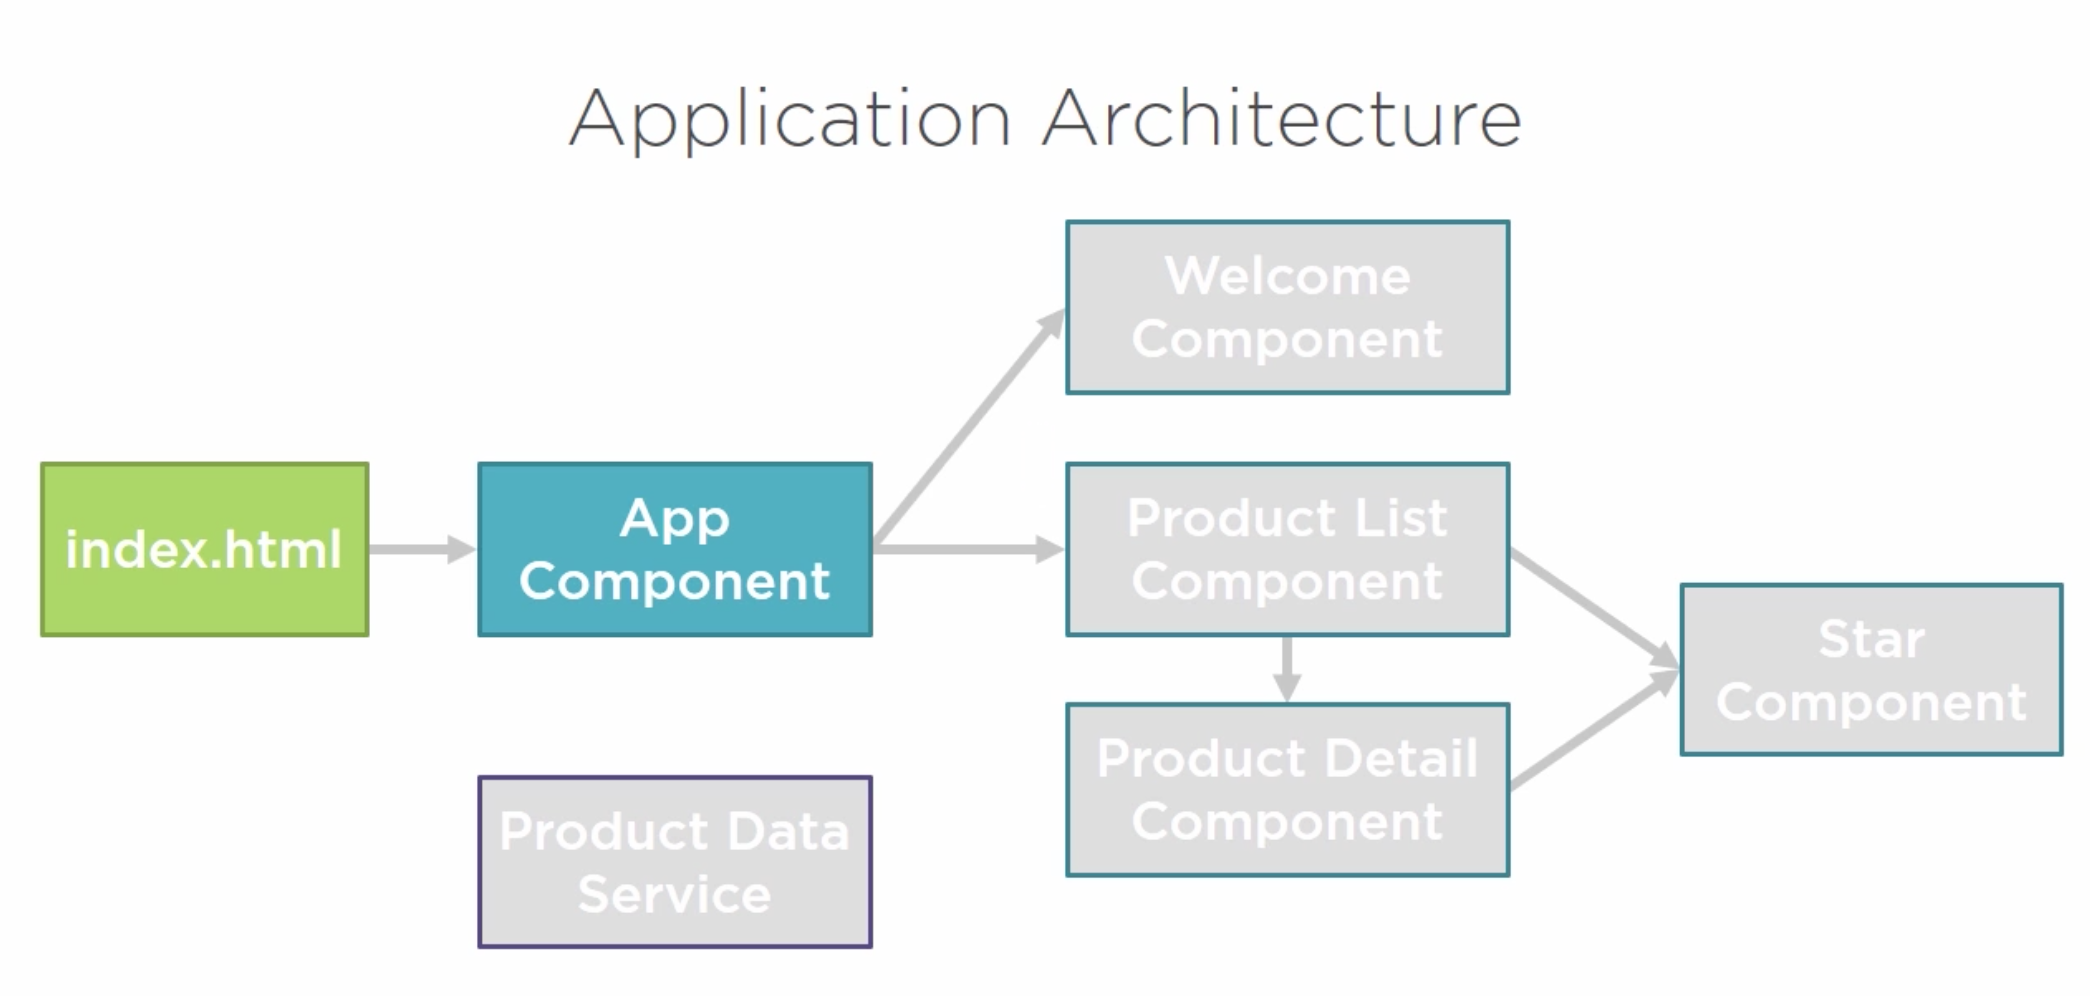 Application Architecture
Welcome
Component
index.html
App
Component
Product List
Component
Star
Component
Product Detail
Component
Product Data
Service